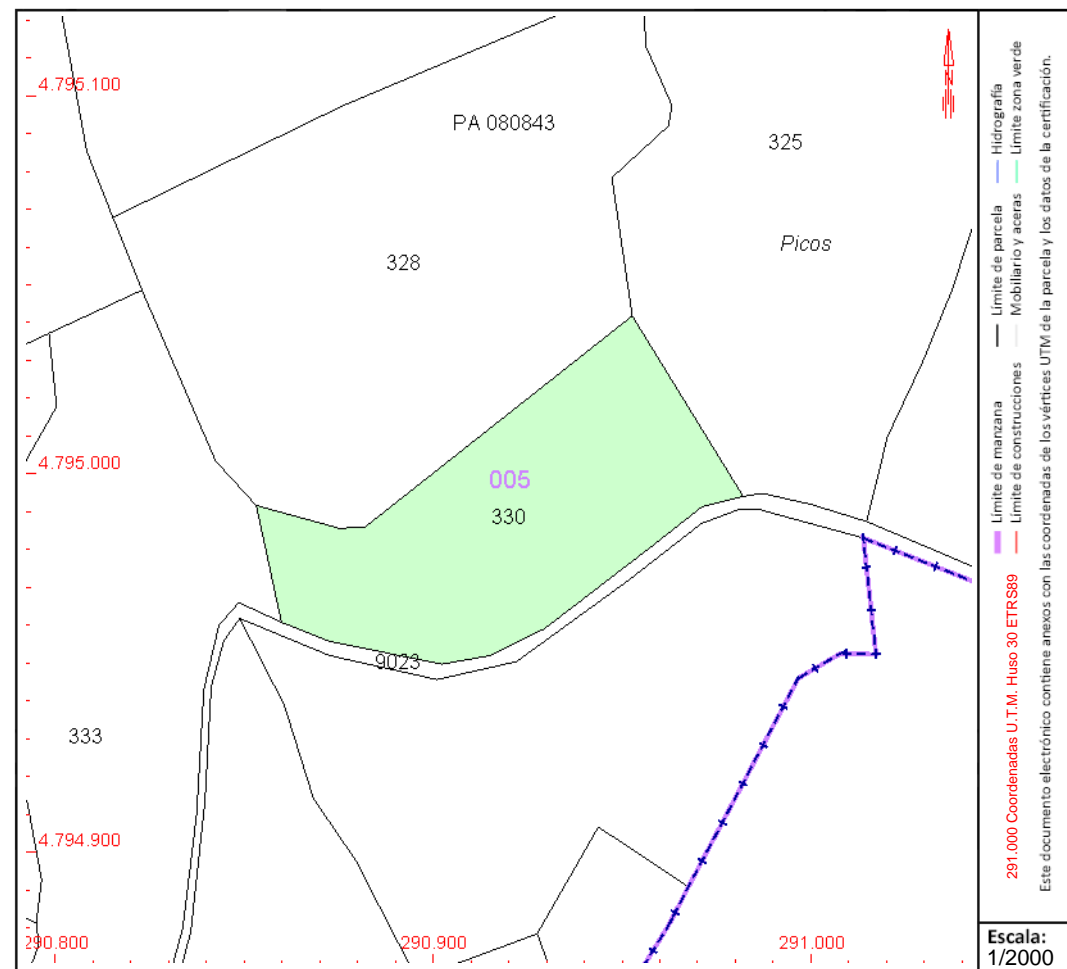 4.795.100
PA 080843
325
Picos
328
4.795.000
005
330
9023
333
4.794.900
290.800
290.900
291.000
N
Límite de manzana
Límite de parcela
Hidrografía
Límite de construcciones
Mobiliario y aceras
Límite zona verde
291.000 Coordenadas U.T.M. Huso 30 ETRS89
Este documento electrónico contiene anexos con las coordenadas de los vértices UTM de la parcela y los datos de la certificación.
Escala:
1/2000